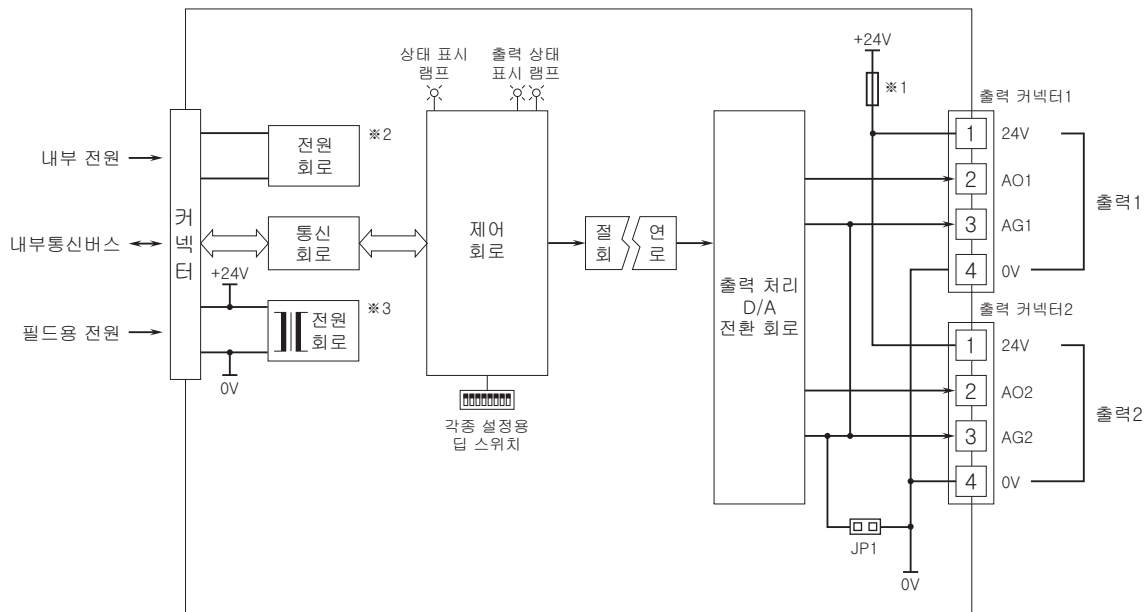 상태 표시
램프
출력 상태
표시 램프
+24V
※1
출력 커넥터1
1
24V
2
AO1
3
AG1
4
0V
출력1
내부 전원
내부통신버스
필드용 전원
커
넥
터
전원
회로
※2
통신
회로
+24V
전원
회로
※3
0V
제어
회로
각종 설정용
딥 스위치
절 연
회 로
출력 처리
D/A
전환 회로
출력 커넥터2
1
24V
2
AO2
3
AG2
4
0V
출력2
JP1
0V